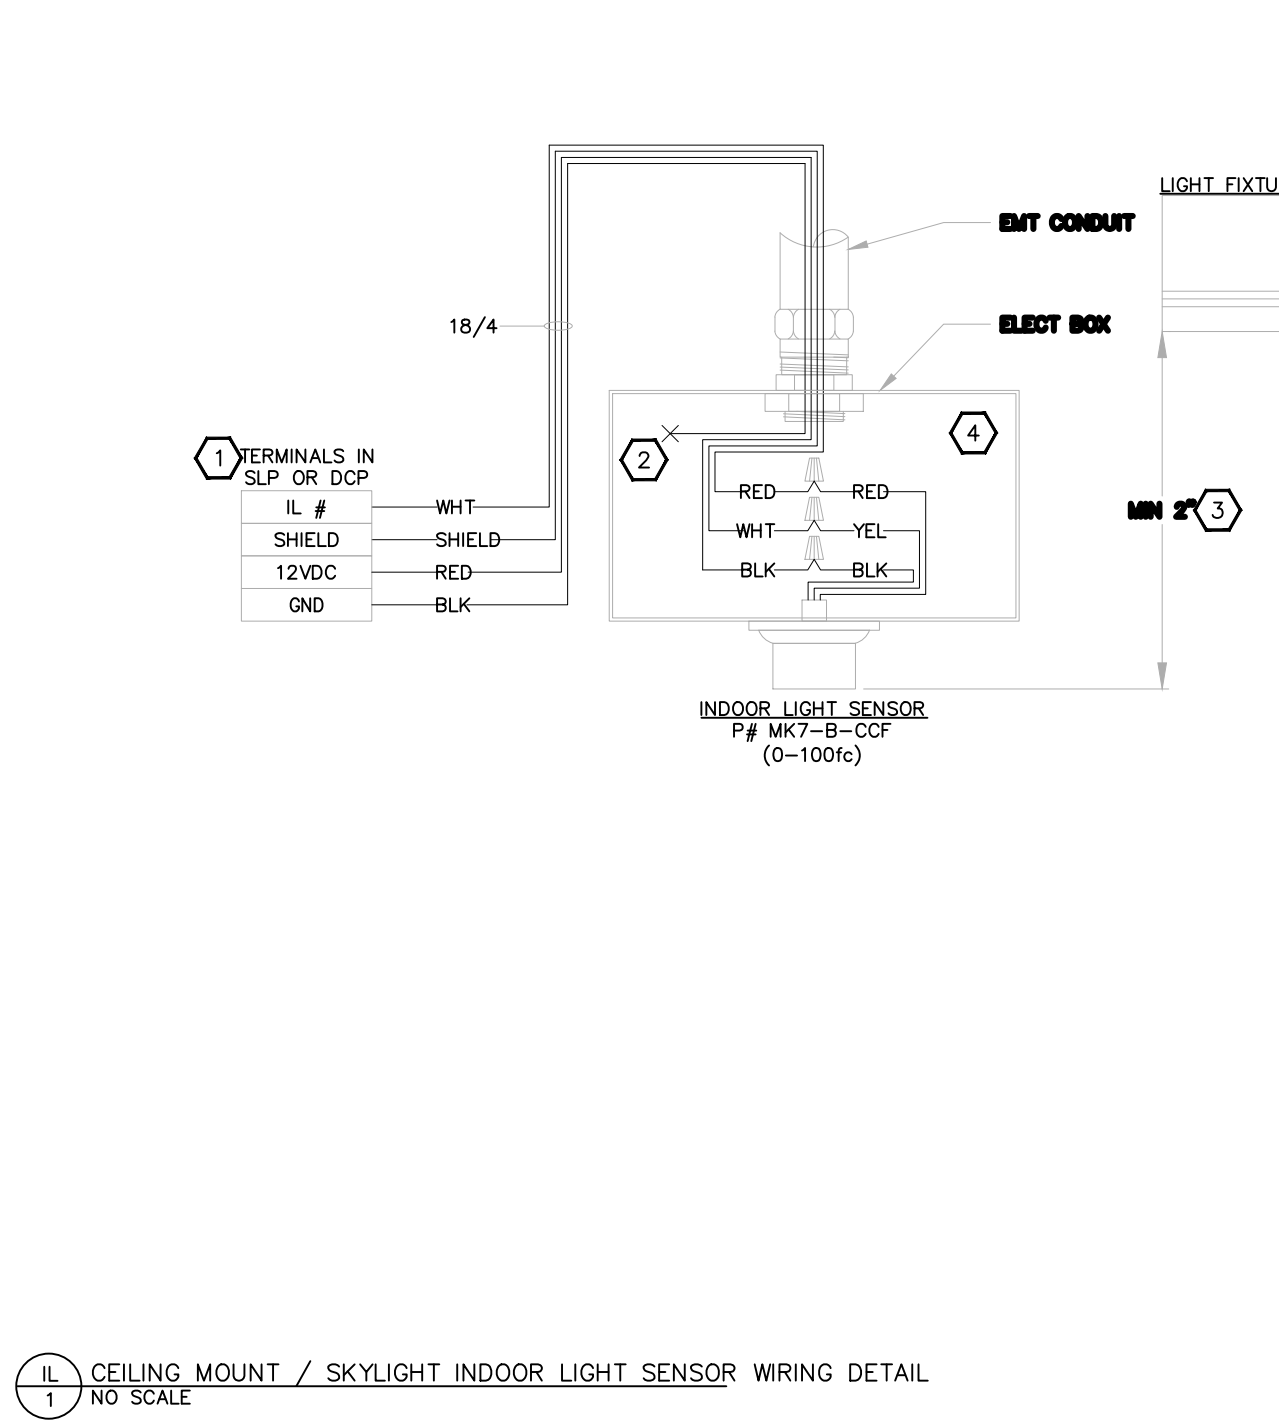 LIGHT FIXTU
EMT CONDUIT
18/4
ELECT BOX
4
1
TERMINALS IN
SLP OR DCP
2
IL #
WHT
RED
RED
MIN 2"
3
SHIELD
SHIELD
WHT
YEL
12VDC
RED
BLK
BLK
GND
BLK
INDOOR LIGHT SENSOR
P# MK7-B-CCF
(0-100fc)
IL
1
CEILING MOUNT / SKYLIGHT INDOOR LIGHT SENSOR WIRING DETAIL
NO SCALE